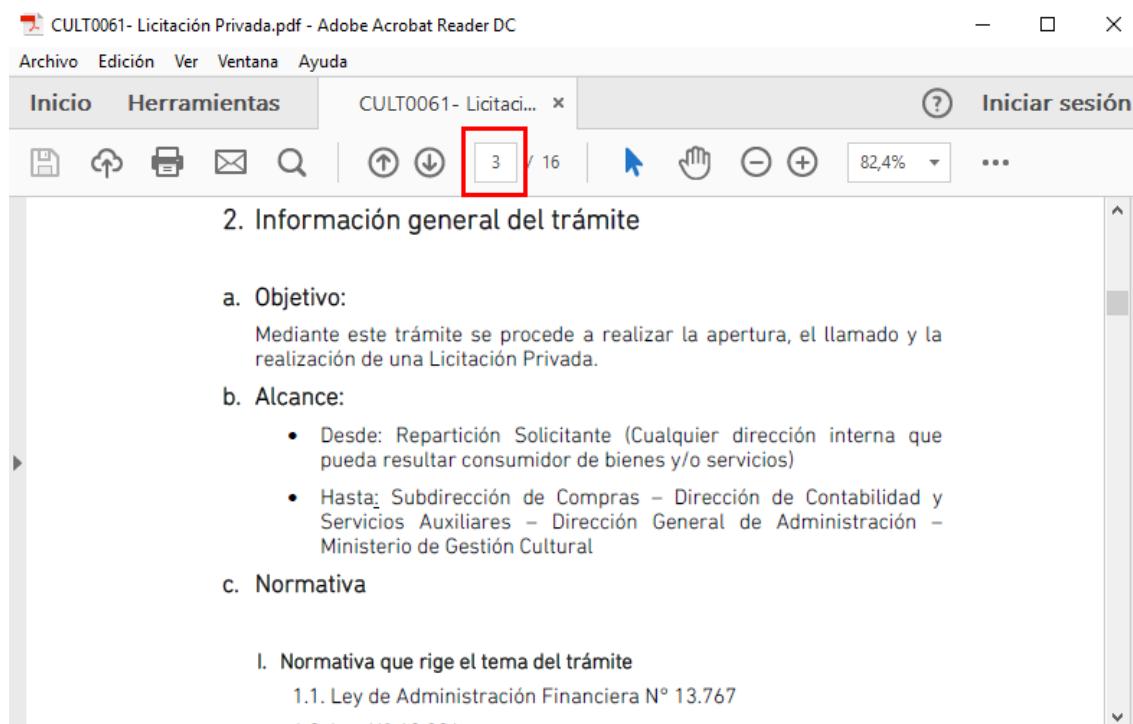 CULT0061- Licitación Privada.pdf - Adobe Acrobat Reader DC
Archivo Edición Ver Ventana Ayuda
Inicio Herramientas CULT0061- Licitaci... × ? Iniciar sesión
3 / 16 82,4%
2. Información general del trámite
a. Objetivo:
Mediante este trámite se procede a realizar la apertura, el llamado y la
realización de una Licitación Privada.
b. Alcance:
• Desde: Repartición Solicitante (Cualquier dirección interna que
pueda resultar consumidor de bienes y/o servicios)
• Hasta: Subdirección de Compras – Dirección de Contabilidad y
Servicios Auxiliares – Dirección General de Administración –
Ministerio de Gestión Cultural
c. Normativa
I. Normativa que rige el tema del trámite
1.1. Ley de Administración Financiera N° 13.767